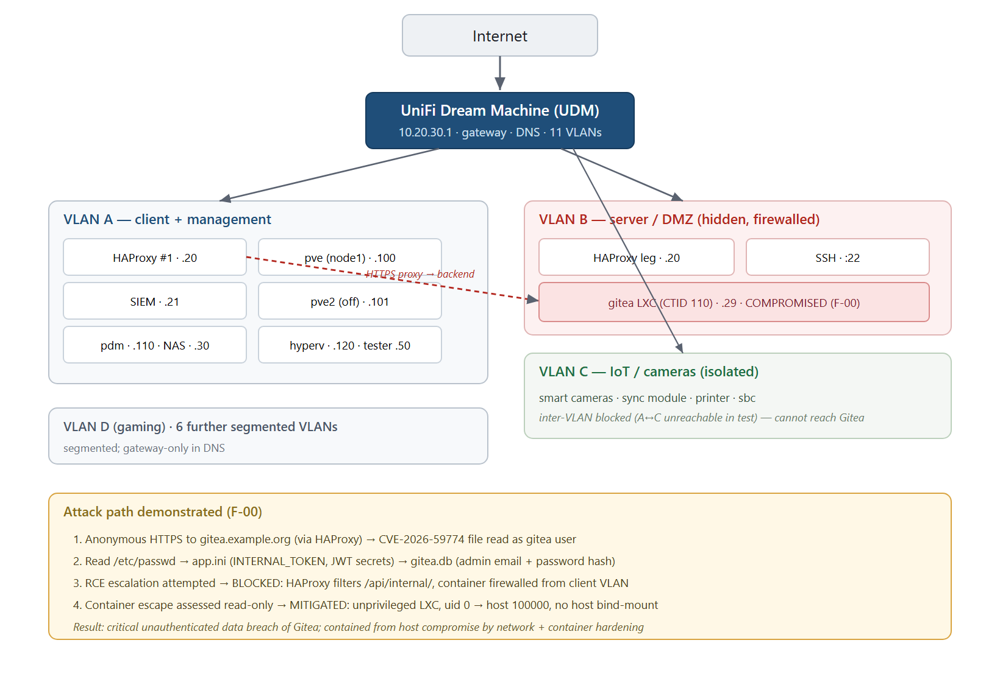 Internet
UniFi Dream Machine (UDM)
10.20.30.1 · gateway · DNS · 11 VLANs
VLAN A — client + management
HAProxy #1 · .20
pve (node1) · .100
HTTPS proxy → backend
SIEM · .21
pve2 (off) · .101
pdm · .110 · NAS · .30
hyperv · .120 · tester .50
VLAN B — server / DMZ (hidden, firewalled)
HAProxy leg · .20
SSH · :22
gitea LXC (CTID 110) · .29 · COMPROMISED (F-00)
VLAN C — IoT / cameras (isolated)
smart cameras · sync module · printer · sbc
inter-VLAN blocked (A↔C unreachable in test) — cannot reach Gitea
VLAN D (gaming) · 6 further segmented VLANs
segmented; gateway-only in DNS
Attack path demonstrated (F-00)
1. Anonymous HTTPS to gitea.example.org (via HAProxy) → CVE-2026-59774 file read as gitea user
2. Read /etc/passwd → app.ini (INTERNAL_TOKEN, JWT secrets) → gitea.db (admin email + password hash)
3. RCE escalation attempted → BLOCKED: HAProxy filters /api/internal/, container firewalled from client VLAN
4. Container escape assessed read-only → MITIGATED: unprivileged LXC, uid 0 → host 100000, no host bind-mount
Result: critical unauthenticated data breach of Gitea; contained from host compromise by network + container hardening